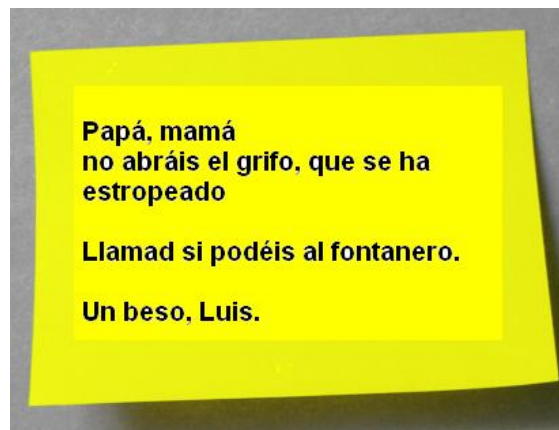 Papá, mamá
no abráis el grifo, que se ha
estropeado
Llamad si podéis al fontanero.
Un beso, Luis.